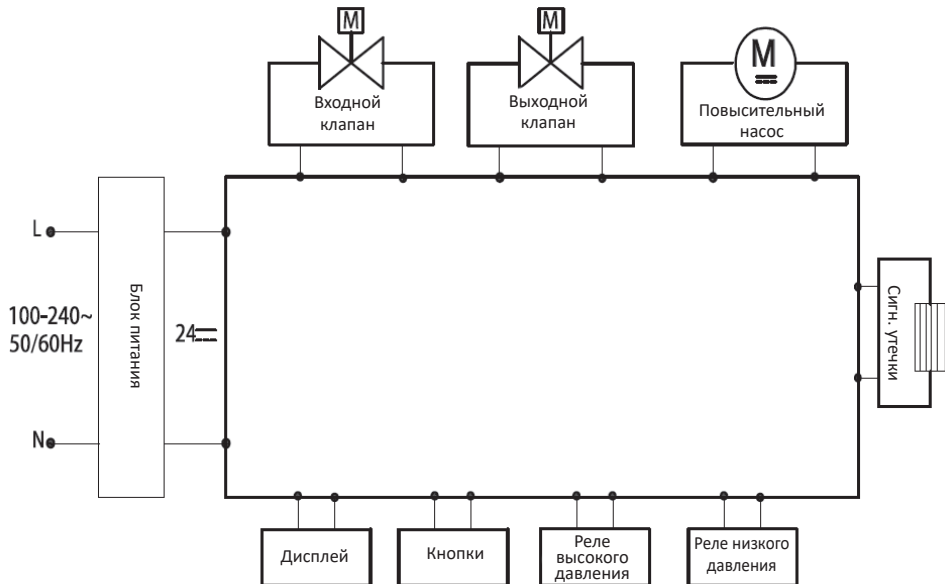 M
M
M
Входной
клапан
Выходной
клапан
Повысительный
насос
L
100-240~
50/60Hz
N
Блок питания
24
Сигн. утечки
Дисплей
Кнопки
Реле
высокого
давления
Реле низкого
давления